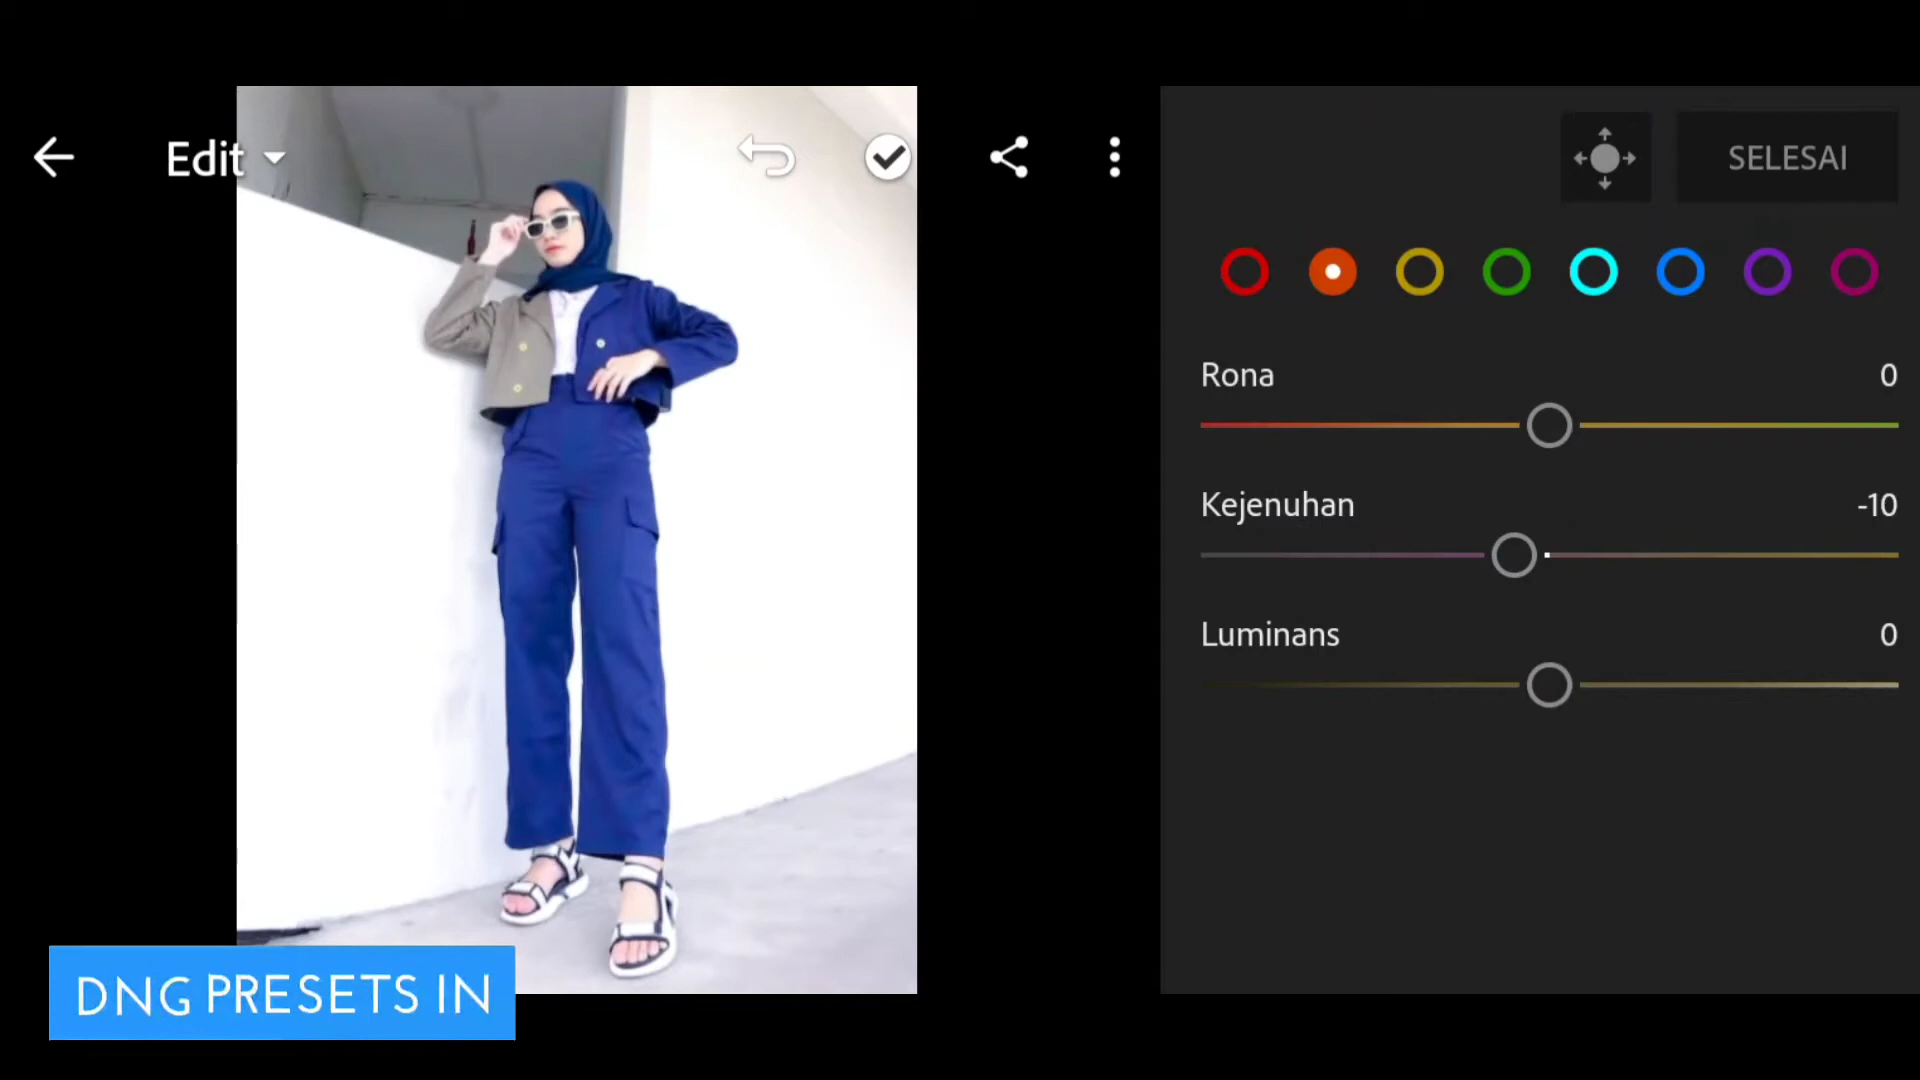 Edit
SELESAI
Rona 0
Kejenuhan -10
Luminans 0
DNG PRESETS IN